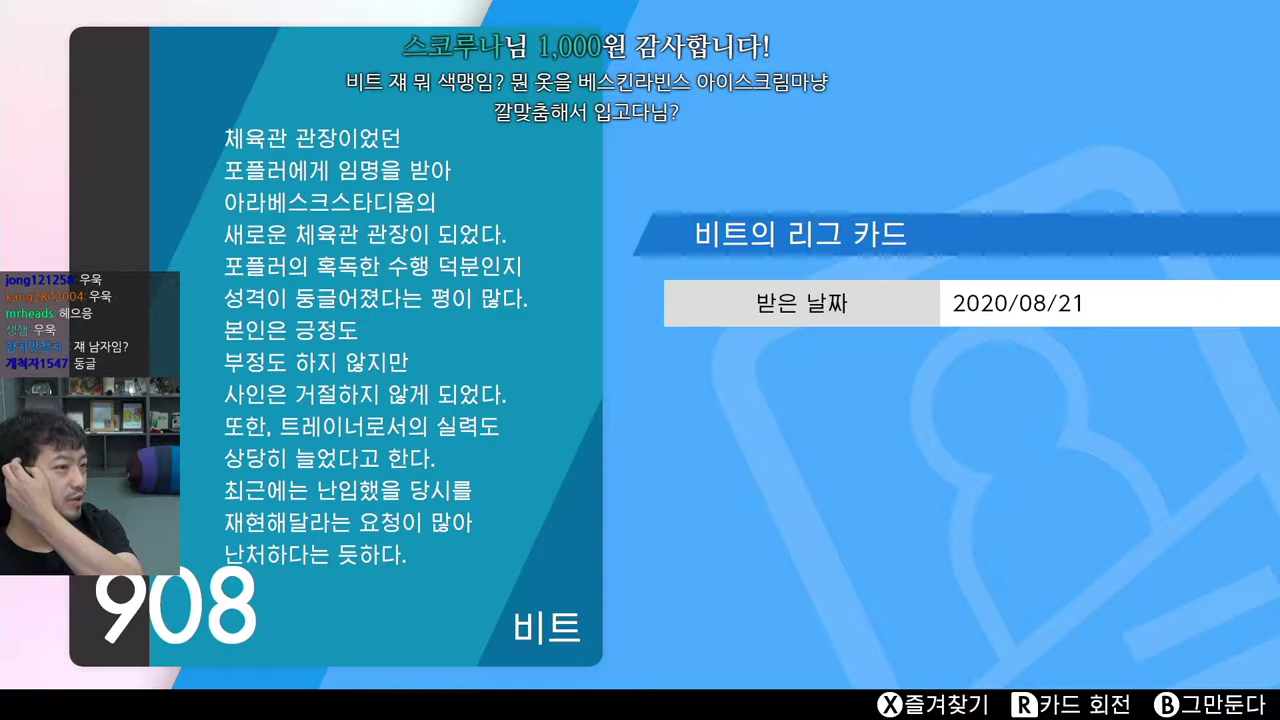 스코루나님 1,000원 감사합니다!
비트 쟤 뭐 색맹임? 뭔 옷을 베스킨라빈스 아이스크림마냥
깔맞춤해서 입고다님?
체육관 관장이었던
포플러에게 임명을 받아
아라베스크스타디움의
새로운 체육관 관장이 되었다.
포플러의 혹독한 수행 덕분인지
성격이 둥글어졌다는 평이 많다.
본인은 긍정도
부정도 하지 않지만
사인은 거절하지 않게 되었다.
또한, 트레이너로서의 실력도
상당히 늘었다고 한다.
최근에는 난입했을 당시를
재현해달라는 요청이 많아
난처하다는 듯하다.
908
비트
비트의 리그 카드
받은 날짜 2020/08/21
jong121258 우욱
kang2842004 우욱
mrheads 헤으응
생쟁 우욱
쟤 남자임?
개척자1547 둥글
X즐겨찾기 R카드 회전 B그만둔다